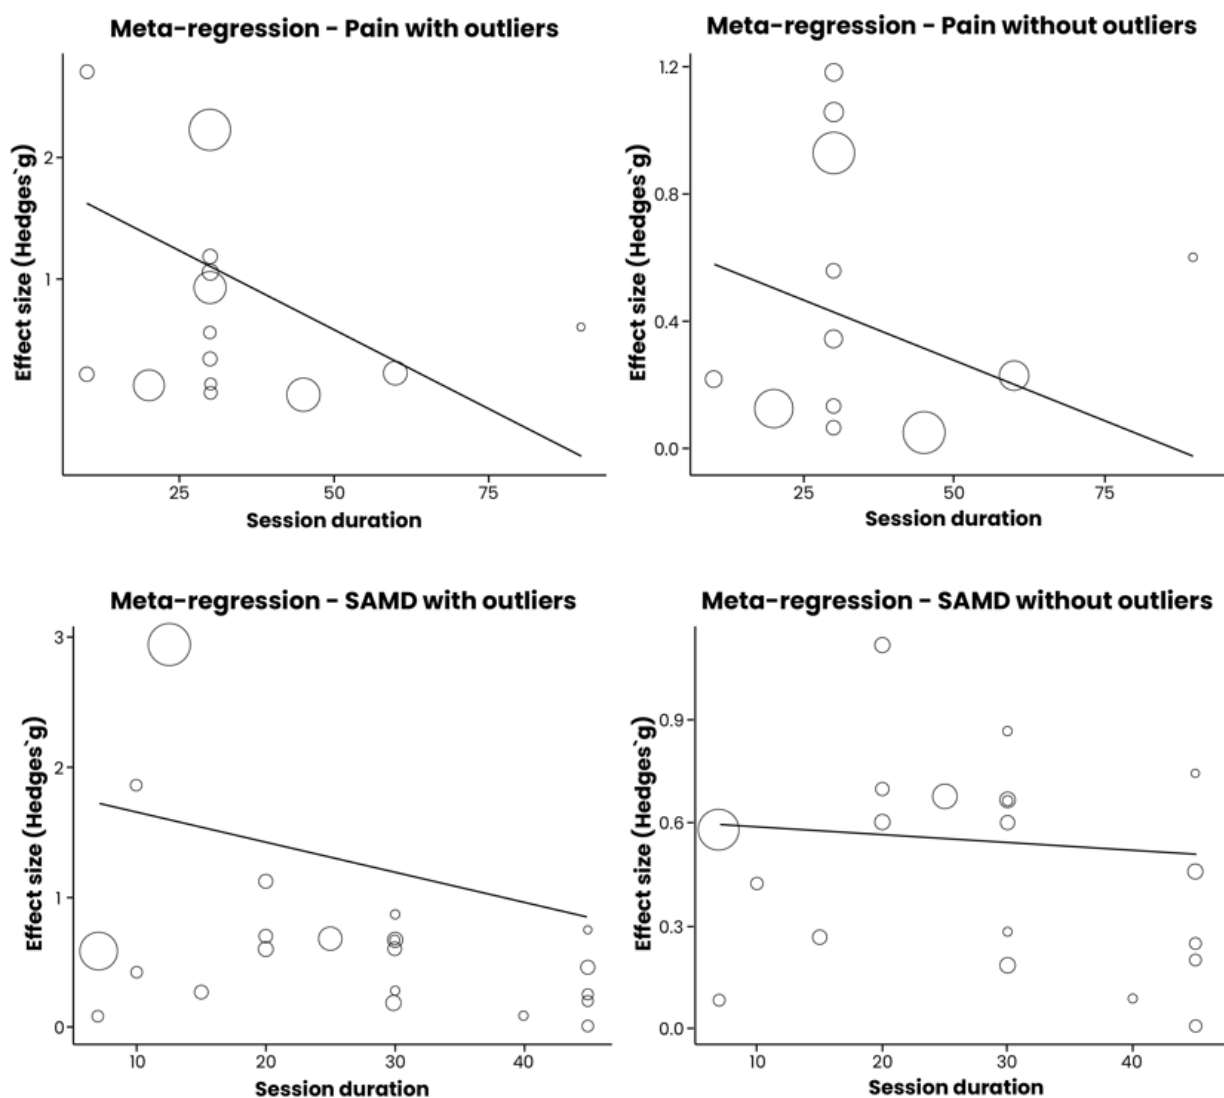 Meta-regression - Pain with outliers
Effect size (Hedges`g)
2
1
25
50
75
Session duration
Meta-regression - Pain without outliers
Effect size (Hedges`g)
1.2
0.8
0.4
0.0
25
50
75
Session duration
Meta-regression - SAMD with outliers
Effect size (Hedges`g)
3
2
1
0
10
20
30
40
Session duration
Meta-regression - SAMD without outliers
Effect size (Hedges`g)
0.9
0.6
0.3
0.0
10
20
30
40
Session duration